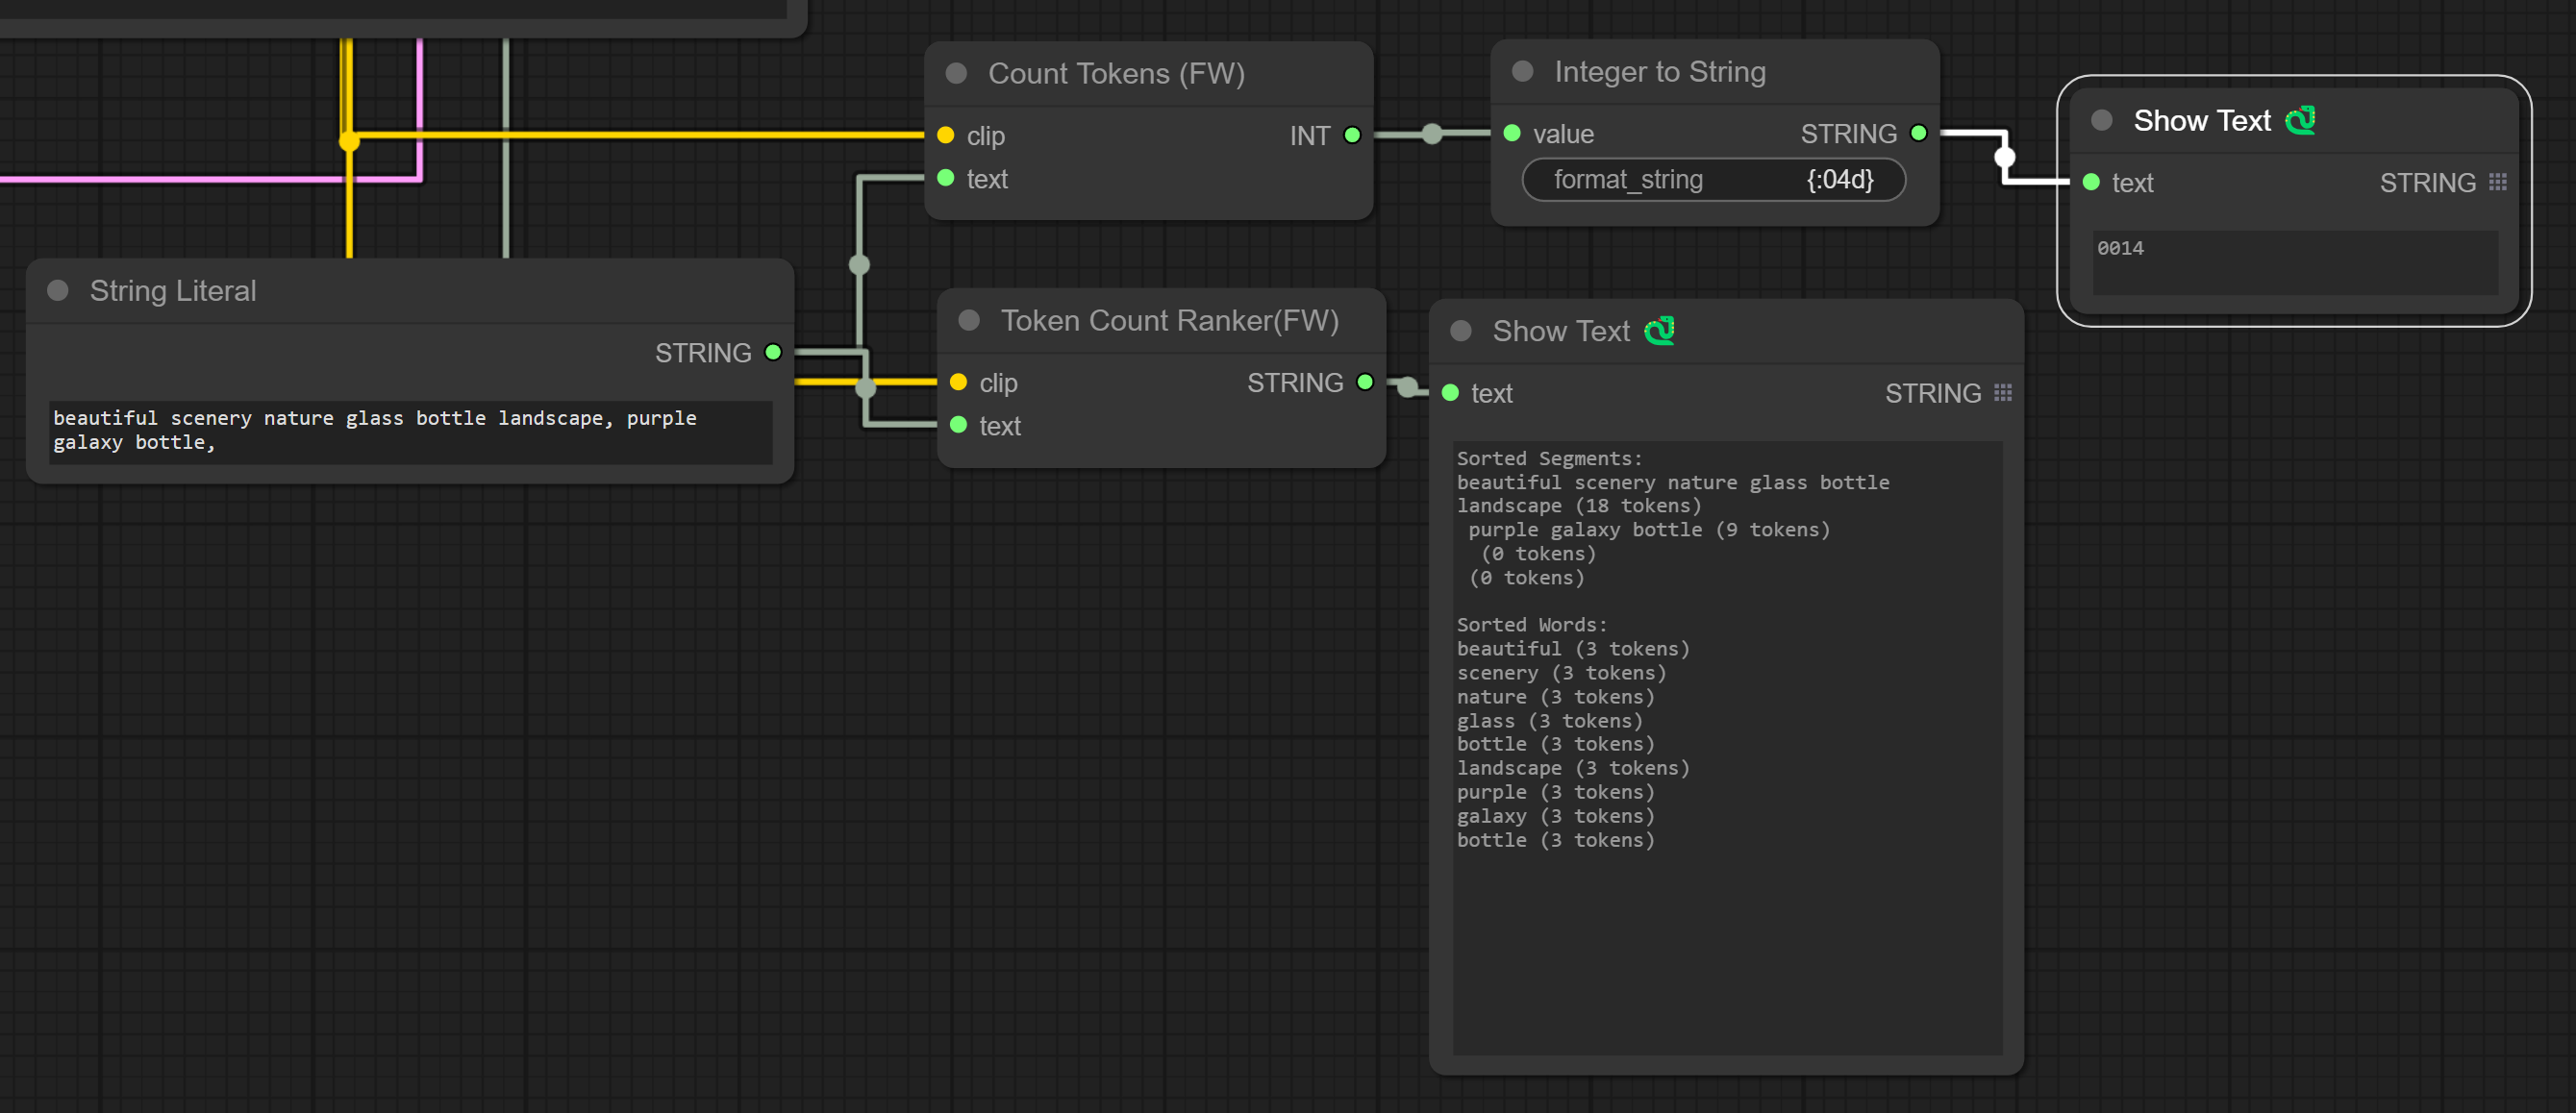 Count Tokens (FW)
clip
INT
text
Integer to String
value
STRING
format_string
{:04d}
Show Text
text
STRING
0014
String Literal
STRING
beautiful scenery nature glass bottle landscape, purple
galaxy bottle,
Token Count Ranker(FW)
clip
STRING
text
Show Text
text
STRING
Sorted Segments:
beautiful scenery nature glass bottle
landscape (18 tokens)
purple galaxy bottle (9 tokens)
(0 tokens)
(0 tokens)
Sorted Words:
beautiful (3 tokens)
scenery (3 tokens)
nature (3 tokens)
glass (3 tokens)
bottle (3 tokens)
landscape (3 tokens)
purple (3 tokens)
galaxy (3 tokens)
bottle (3 tokens)